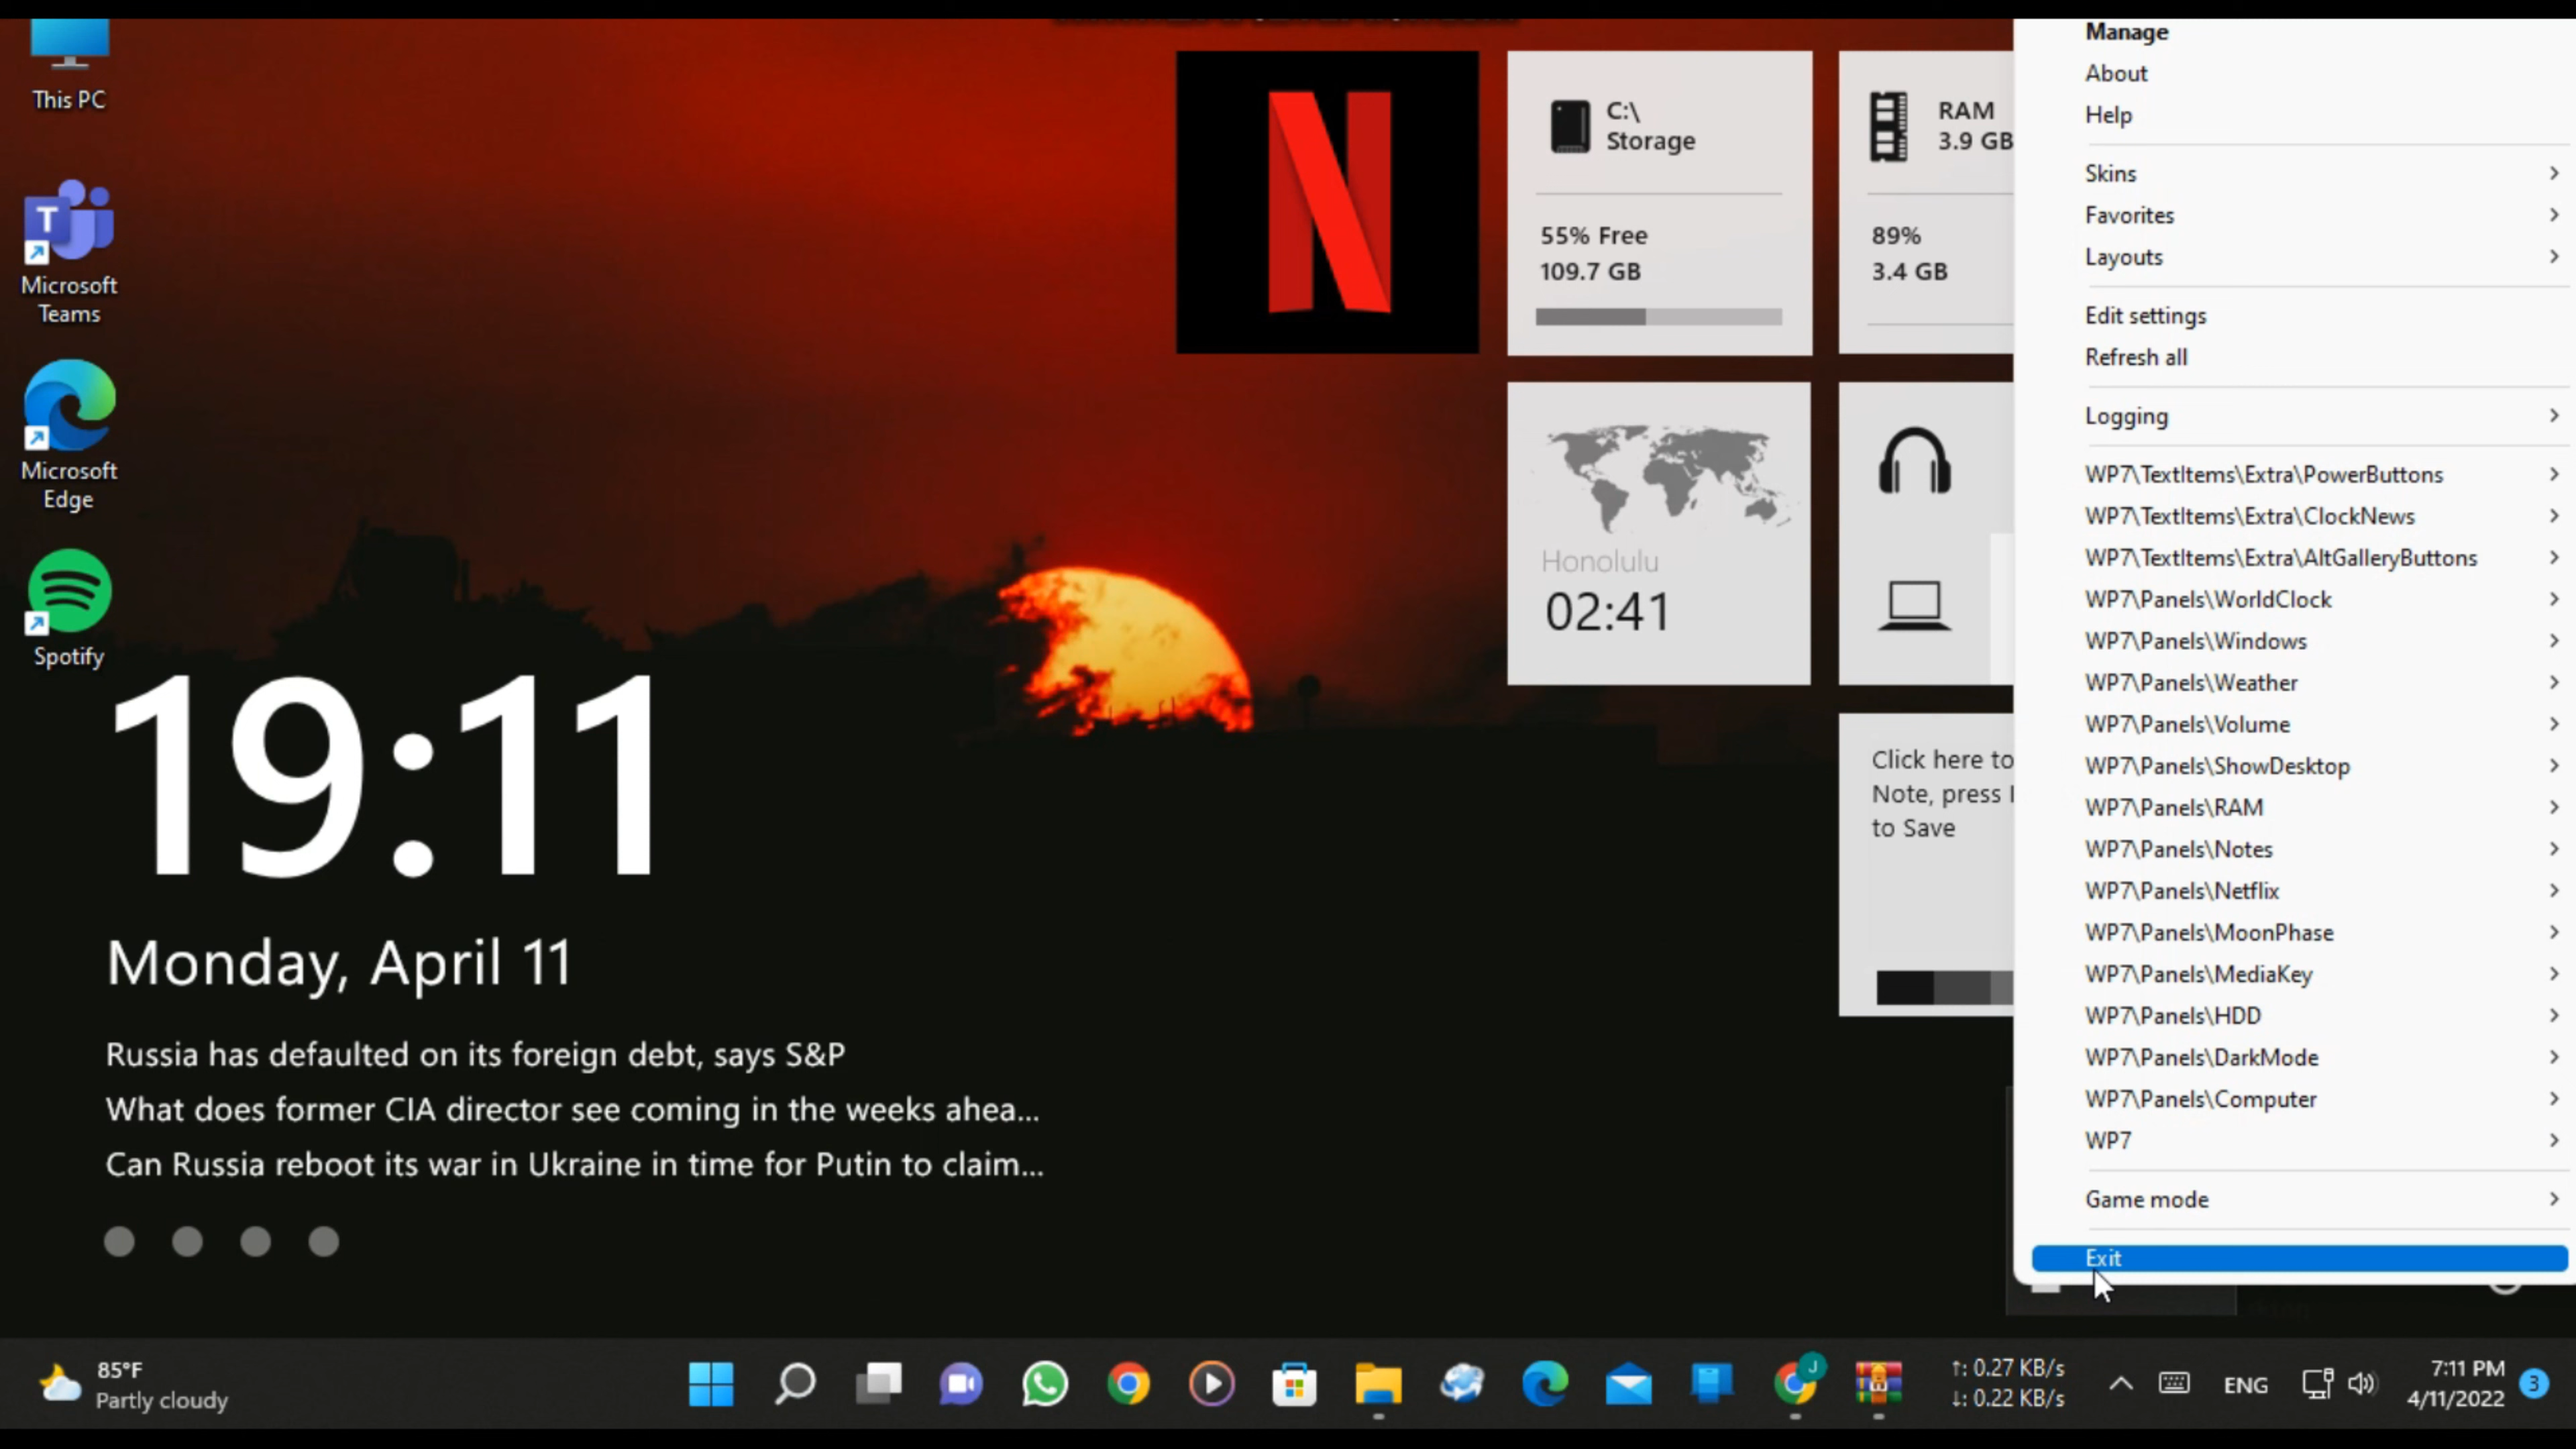 This PC
Microsoft
Teams
Microsoft
Edge
Spotify
19:11
Monday, April 11
Russia has defaulted on its foreign debt, says S&P
What does former CIA director see coming in the weeks ahea...
Can Russia reboot its war in Ukraine in time for Putin to claim...
N
C:\
Storage
55% Free
109.7 GB
RAM
3.9 GB
89%
3.4 GB
Honolulu
02:41
Click here to
Note, press
to Save
Manage
About
Help
Skins
Favorites
Layouts
Edit settings
Refresh all
Logging
WP7\TextItems\Extra\PowerButtons
WP7\TextItems\Extra\ClockNews
WP7\TextItems\Extra\AltGalleryButtons
WP7\Panels\WorldClock
WP7\Panels\Windows
WP7\Panels\Weather
WP7\Panels\Volume
WP7\Panels\ShowDesktop
WP7\Panels\RAM
WP7\Panels\Notes
WP7\Panels\Netflix
WP7\Panels\MoonPhase
WP7\Panels\MediaKey
WP7\Panels\HDD
WP7\Panels\DarkMode
WP7\Panels\Computer
WP7
Game mode
Exit
85°F
Partly cloudy
↑: 0.27 KB/s
↓: 0.22 KB/s
ENG
7:11 PM
4/11/2022
3